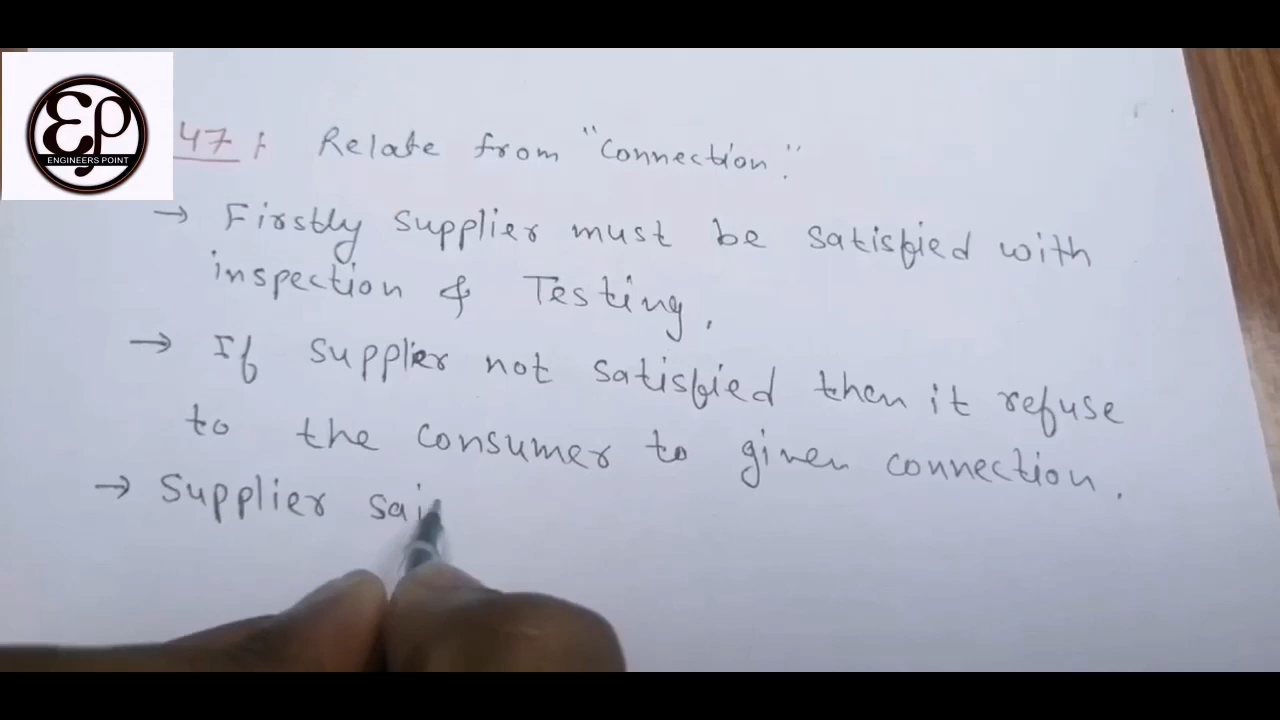 EP
ENGINEERS POINT
47 :
Relate from "Connection."
→ Firstly supplier must be satisfied with
inspection & Testing.
→ If supplier not satisfied then it refuse
to the consumer to given connection.
→ Supplier sai